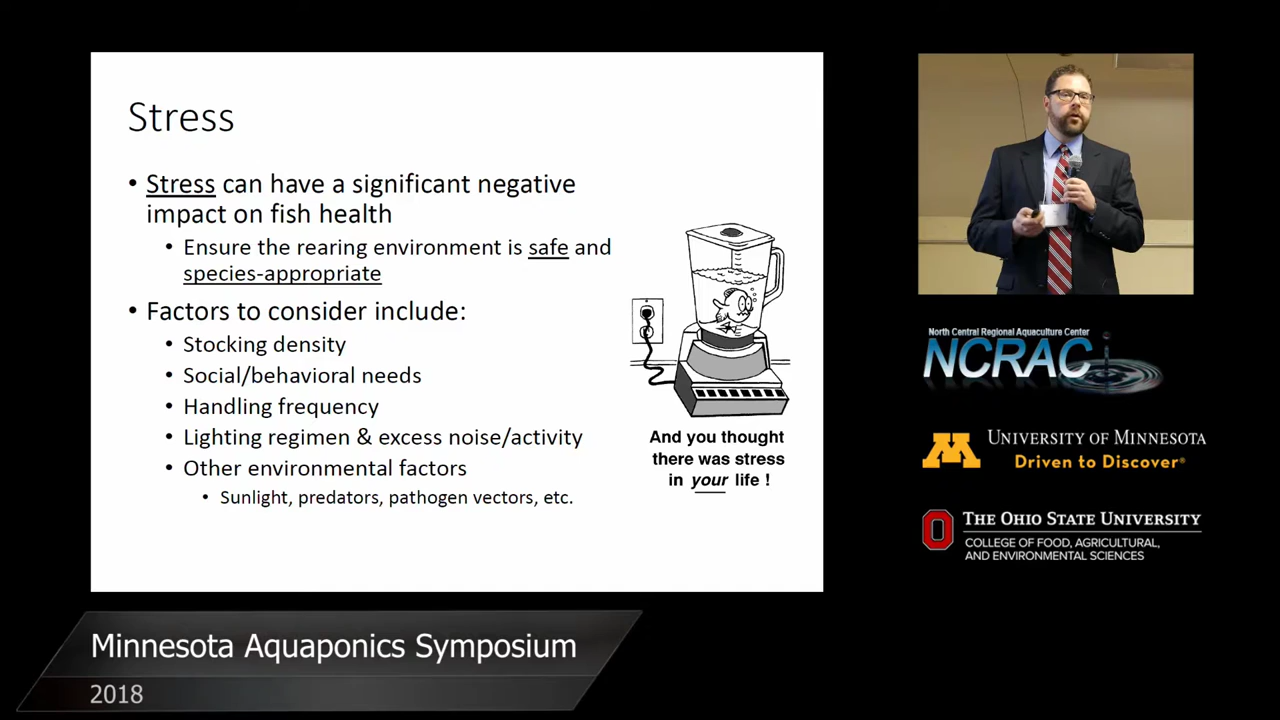 Stress
• Stress can have a significant negative
impact on fish health
• Ensure the rearing environment is safe and
species-appropriate
• Factors to consider include:
• Stocking density
• Social/behavioral needs
• Handling frequency
• Lighting regimen & excess noise/activity
• Other environmental factors
• Sunlight, predators, pathogen vectors, etc.
And you thought
there was stress
in your life !
North Central Regional Aquaculture Center
NCRAC
UNIVERSITY OF MINNESOTA
Driven to Discover®
THE OHIO STATE UNIVERSITY
COLLEGE OF FOOD, AGRICULTURAL,
AND ENVIRONMENTAL SCIENCES
Minnesota Aquaponics Symposium
2018